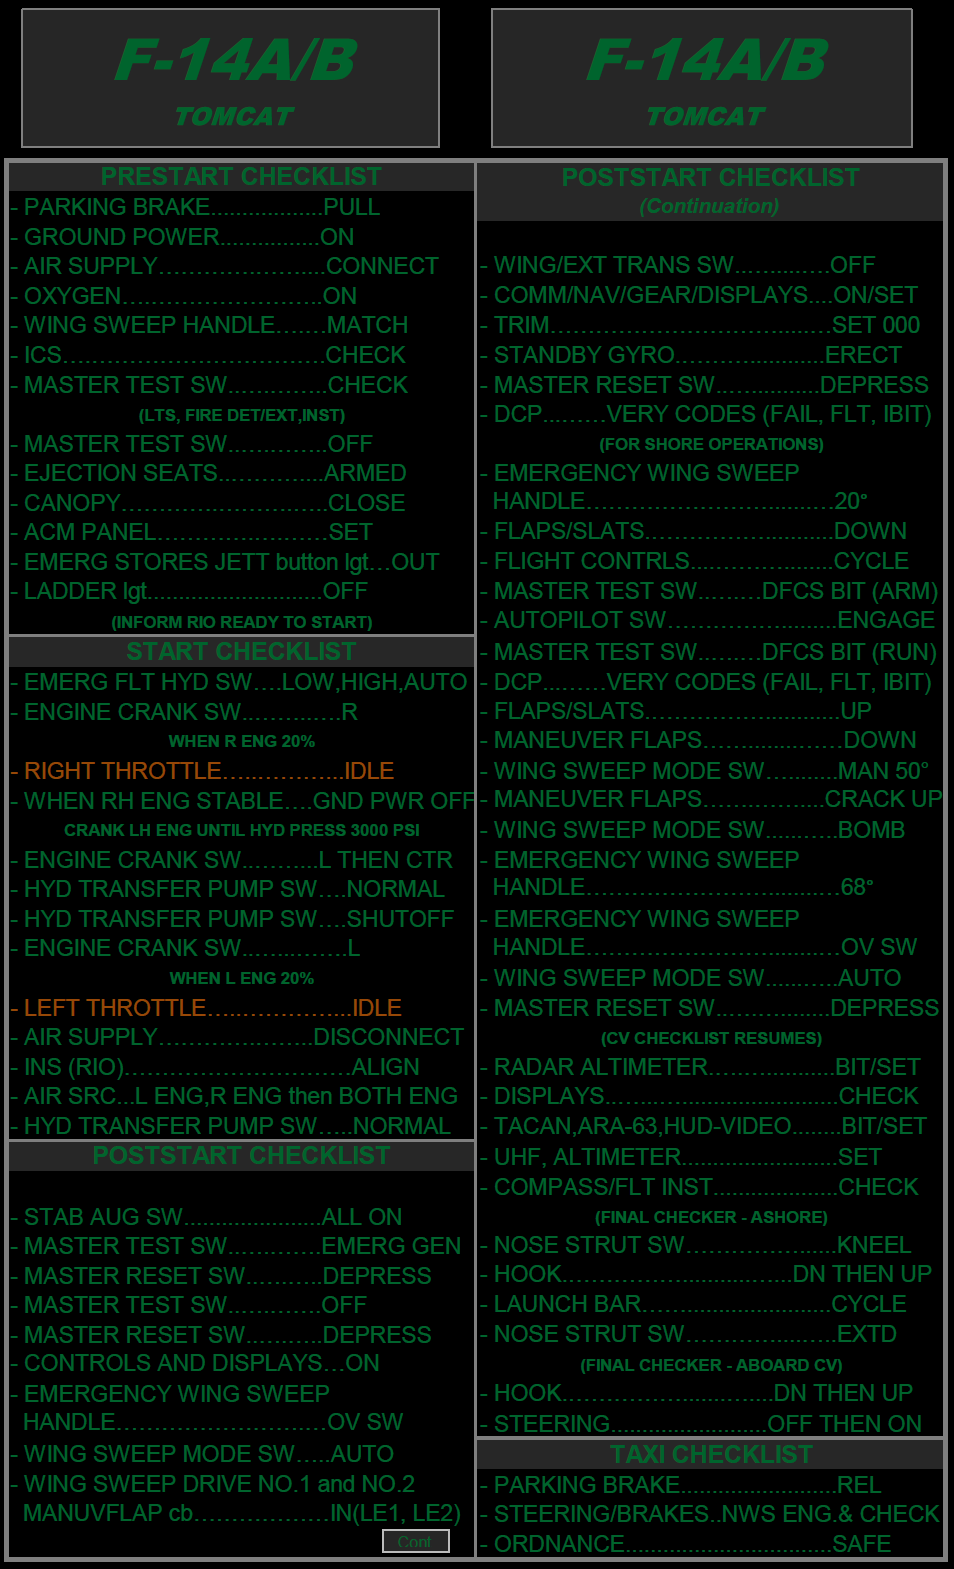 F-14A/B
TOMCAT
PRESTART CHECKLIST
- PARKING BRAKE..................PULL
- GROUND POWER................ON
- AIR SUPPLY…………………......CONNECT
- OXYGEN……………………..ON
- WING SWEEP HANDLE…….MATCH
- ICS…………………………….CHECK
- MASTER TEST SW..………...CHECK
(LTS, FIRE DET/EXT,INST)
- MASTER TEST SW..………...OFF
- EJECTION SEATS..………....ARMED
- CANOPY……………………...CLOSE
- ACM PANEL………………….SET
- EMERG STORES JETT button lgt…OUT
- LADDER lgt............................OFF
(INFORM RIO READY TO START)
START CHECKLIST
- EMERG FLT HYD SW….LOW,HIGH,AUTO
- ENGINE CRANK SW..……..…R
WHEN R ENG 20%
- RIGHT THROTTLE…..………...IDLE
- WHEN RH ENG STABLE….GND PWR OFF
CRANK LH ENG UNTIL HYD PRESS 3000 PSI
- ENGINE CRANK SW..……....L THEN CTR
- HYD TRANSFER PUMP SW….NORMAL
- HYD TRANSFER PUMP SW….SHUTOFF
- ENGINE CRANK SW..…..……..L
WHEN L ENG 20%
- LEFT THROTTLE…..…………...IDLE
- AIR SUPPLY…………………...DISCONNECT
- INS (RIO)………………………..ALIGN
- AIR SRC...L ENG,R ENG then BOTH ENG
- HYD TRANSFER PUMP SW…..NORMAL
POSTSTART CHECKLIST
- STAB AUG SW......................ALL ON
- MASTER TEST SW..………..EMERG GEN
- MASTER RESET SW..……....DEPRESS
- MASTER TEST SW..………..OFF
- MASTER RESET SW..……....DEPRESS
- CONTROLS AND DISPLAYS…ON
- EMERGENCY WING SWEEP
HANDLE………………………OV SW
- WING SWEEP MODE SW…..AUTO
- WING SWEEP DRIVE NO.1 and NO.2
MANUVFLAP cb………………IN(LE1, LE2)
Cont
F-14A/B
TOMCAT
POSTSTART CHECKLIST
(Continuation)
- WING/EXT TRANS SW..…....…..OFF
- COMM/NAV/GEAR/DISPLAYS....ON/SET
- TRIM………………………......…SET 000
- STANDBY GYRO…………..........ERECT
- MASTER RESET SW..…...........DEPRESS
- DCP...…….VERY CODES (FAIL, FLT, IBIT)
(FOR SHORE OPERATIONS)
- EMERGENCY WING SWEEP
HANDLE……………………......…20°
- FLAPS/SLATS……………...........DOWN
- FLIGHT CONTRLS....………........CYCLE
- MASTER TEST SW..………DFCS BIT (ARM)
- AUTOPILOT SW……………..........ENGAGE
- MASTER TEST SW..………DFCS BIT (RUN)
- DCP...…….VERY CODES (FAIL, FLT, IBIT)
- FLAPS/SLATS……………............UP
- MANEUVER FLAPS……......……DOWN
- WING SWEEP MODE SW…........MAN 50°
- MANEUVER FLAPS…………......CRACK UP
- WING SWEEP MODE SW......…..BOMB
- EMERGENCY WING SWEEP
HANDLE……………………........…68°
- EMERGENCY WING SWEEP
HANDLE……………………........…OV SW
- WING SWEEP MODE SW......…..AUTO
- MASTER RESET SW..……..........DEPRESS
(CV CHECKLIST RESUMES)
- RADAR ALTIMETER………..........BIT/SET
- DISPLAYS..…...……....................CHECK
- TACAN,ARA-63,HUD-VIDEO........BIT/SET
- UHF, ALTIMETER.........................SET
- COMPASS/FLT INST....................CHECK
(FINAL CHECKER - ASHORE)
- NOSE STRUT SW……………......KNEEL
- HOOK..……………..................DN THEN UP
- LAUNCH BAR……........................CYCLE
- NOSE STRUT SW…………....…..EXTD
(FINAL CHECKER - ABOARD CV)
- HOOK..……………...............DN THEN UP
- STEERING.........................OFF THEN ON
TAXI CHECKLIST
- PARKING BRAKE.........................REL
- STEERING/BRAKES..NWS ENG.& CHECK
- ORDNANCE.................................SAFE